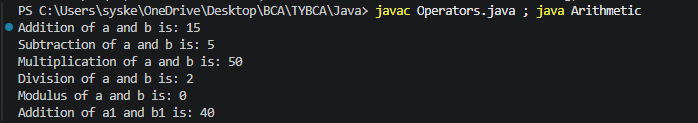 PS C:\Users\syske\OneDrive\Desktop\BCA\TYBCA\Java> javac Operators.java ; java Arithmetic
Addition of a and b is: 15
Subtraction of a and b is: 5
Multiplication of a and b is: 50
Division of a and b is: 2
Modulus of a and b is: 0
Addition of a1 and b1 is: 40